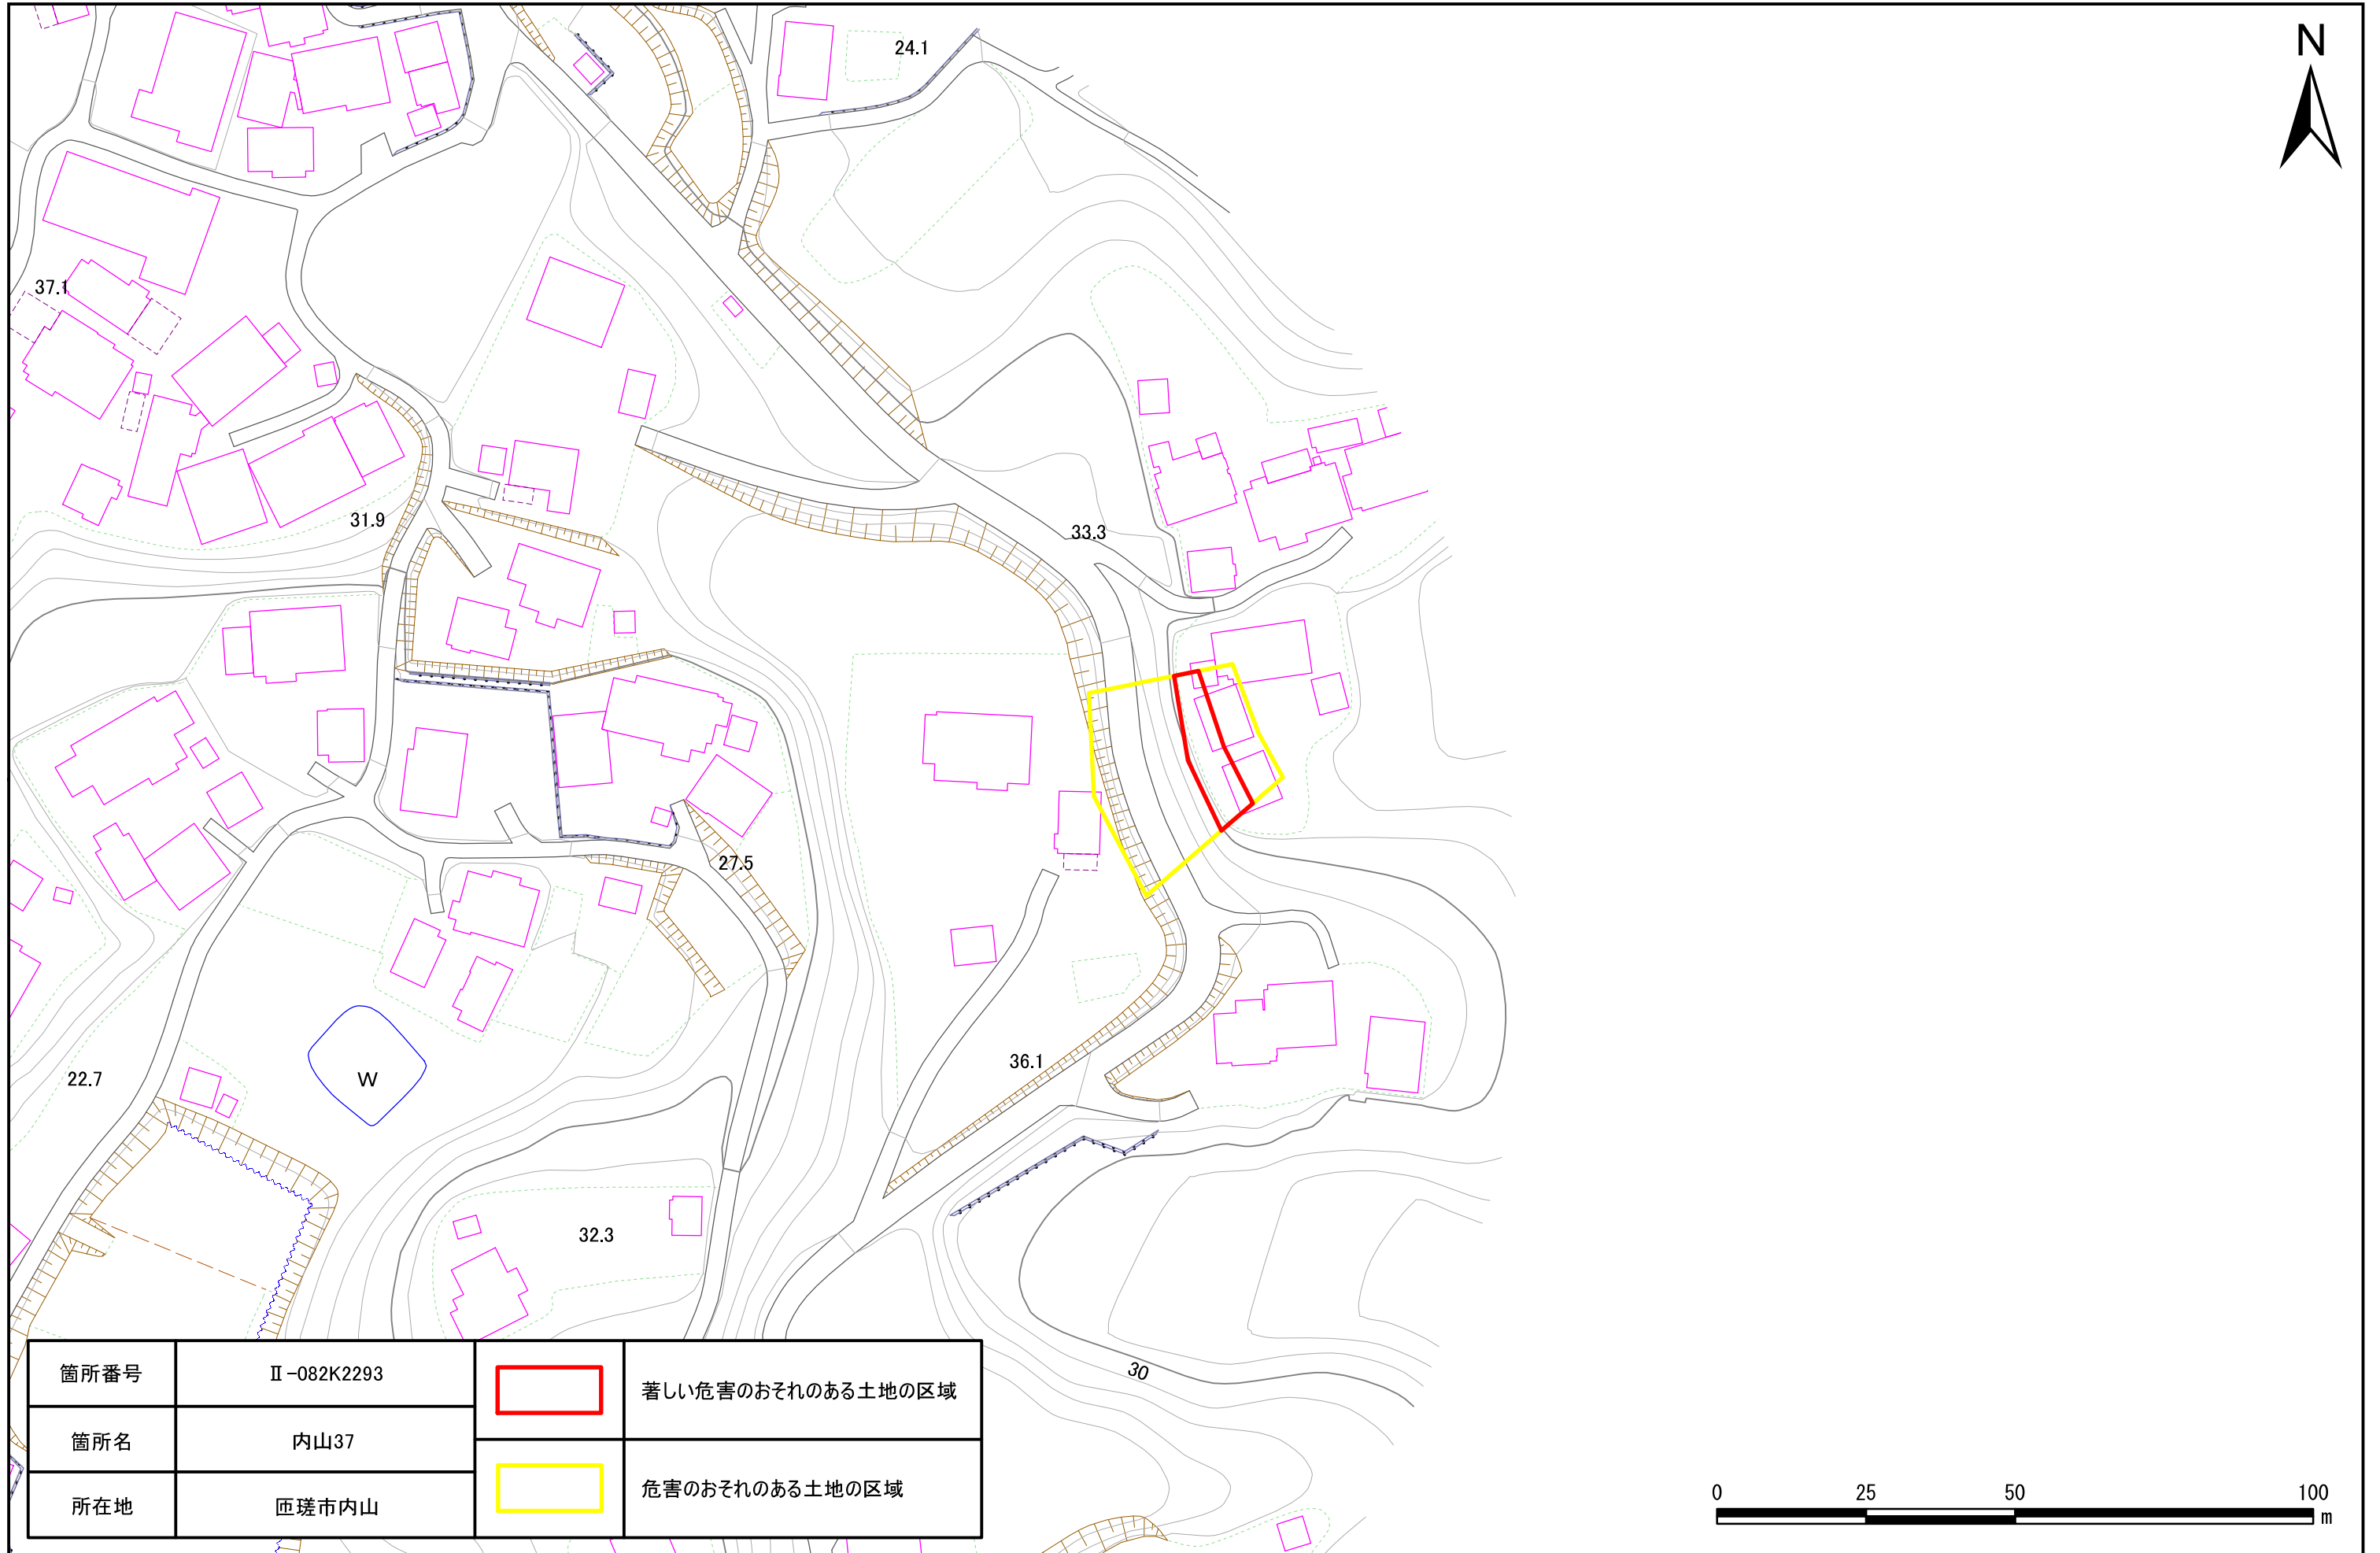 N
24.1
37.1
31.9
33.3
27.5
36.1
22.7
W
32.3
30
箇所番号
Ⅱ-082K2293
箇所名
内山37
所在地
匝瑳市内山
著しい危害のおそれのある土地の区域
危害のおそれのある土地の区域
0 25 50 100
m